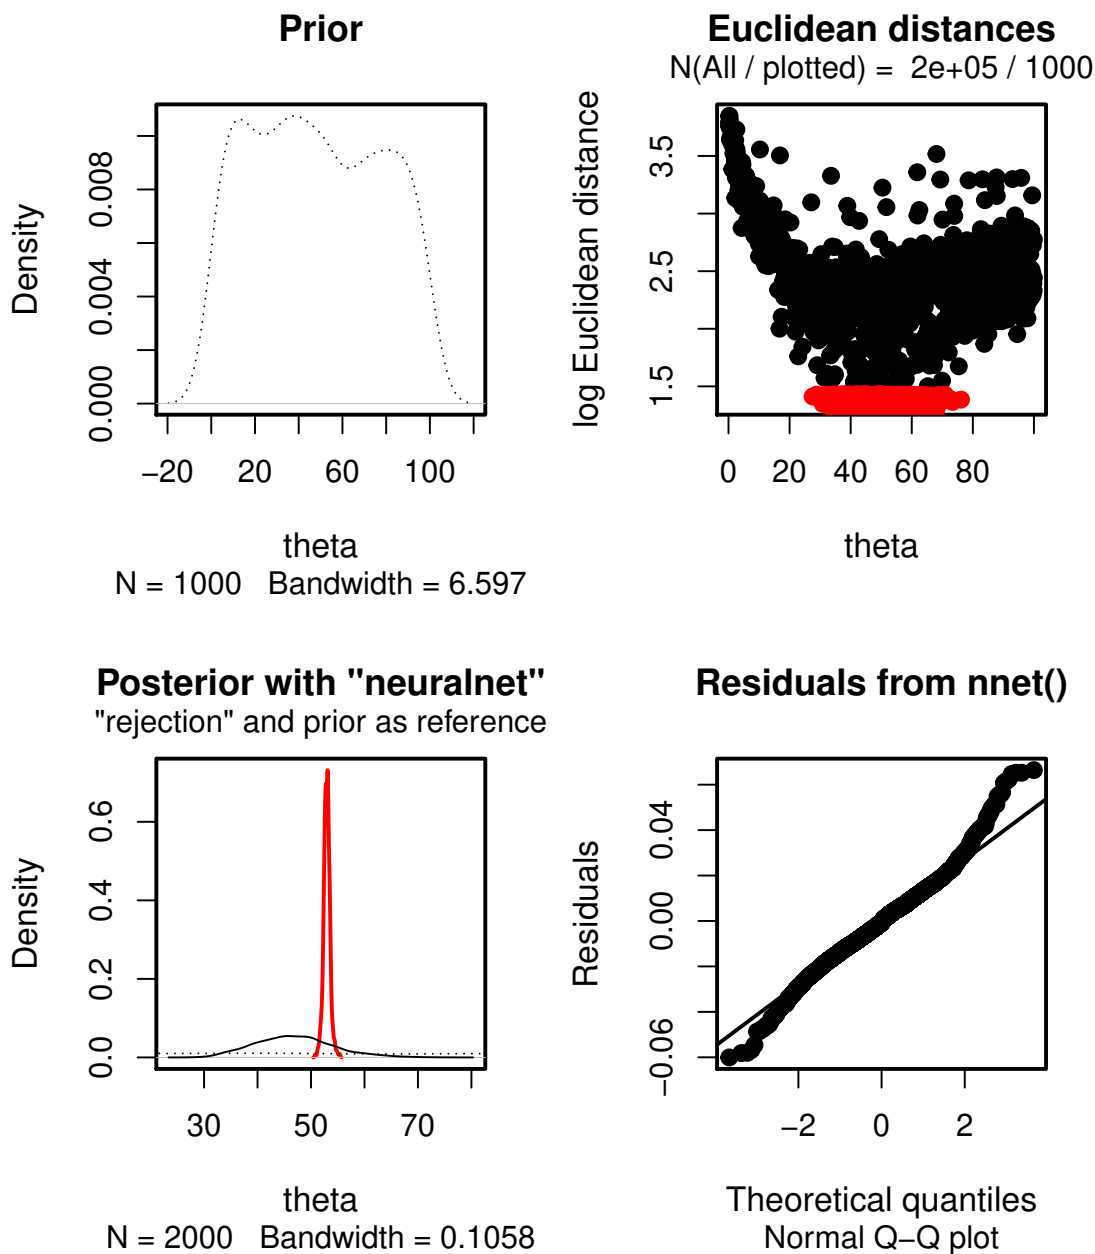 Prior
Density
0.000 0.004 0.008
−20 20 60 100
theta
N = 1000 Bandwidth = 6.597
Euclidean distances
N(All / plotted) = 2e+05 / 1000
log Euclidean distance
1.5 2.5 3.5
0 20 40 60 80
theta
Posterior with "neuralnet"
"rejection" and prior as reference
Density
0.0 0.2 0.4 0.6
30 50 70
theta
N = 2000 Bandwidth = 0.1058
Residuals from nnet()
Residuals
−0.06 0.00 0.04
−2 0 2
Theoretical quantiles
Normal Q−Q plot